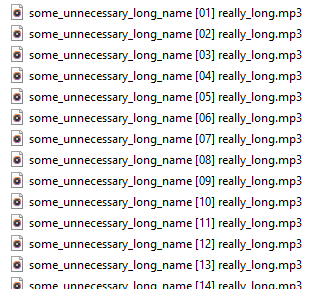 some_unnecessary_long_name [01] really_long.mp3
some_unnecessary_long_name [02] really_long.mp3
some_unnecessary_long_name [03] really_long.mp3
some_unnecessary_long_name [04] really_long.mp3
some_unnecessary_long_name [05] really_long.mp3
some_unnecessary_long_name [06] really_long.mp3
some_unnecessary_long_name [07] really_long.mp3
some_unnecessary_long_name [08] really_long.mp3
some_unnecessary_long_name [09] really_long.mp3
some_unnecessary_long_name [10] really_long.mp3
some_unnecessary_long_name [11] really_long.mp3
some_unnecessary_long_name [12] really_long.mp3
some_unnecessary_long_name [13] really_long.mp3
some_unnecessary_long_name [14] really_long.mp3